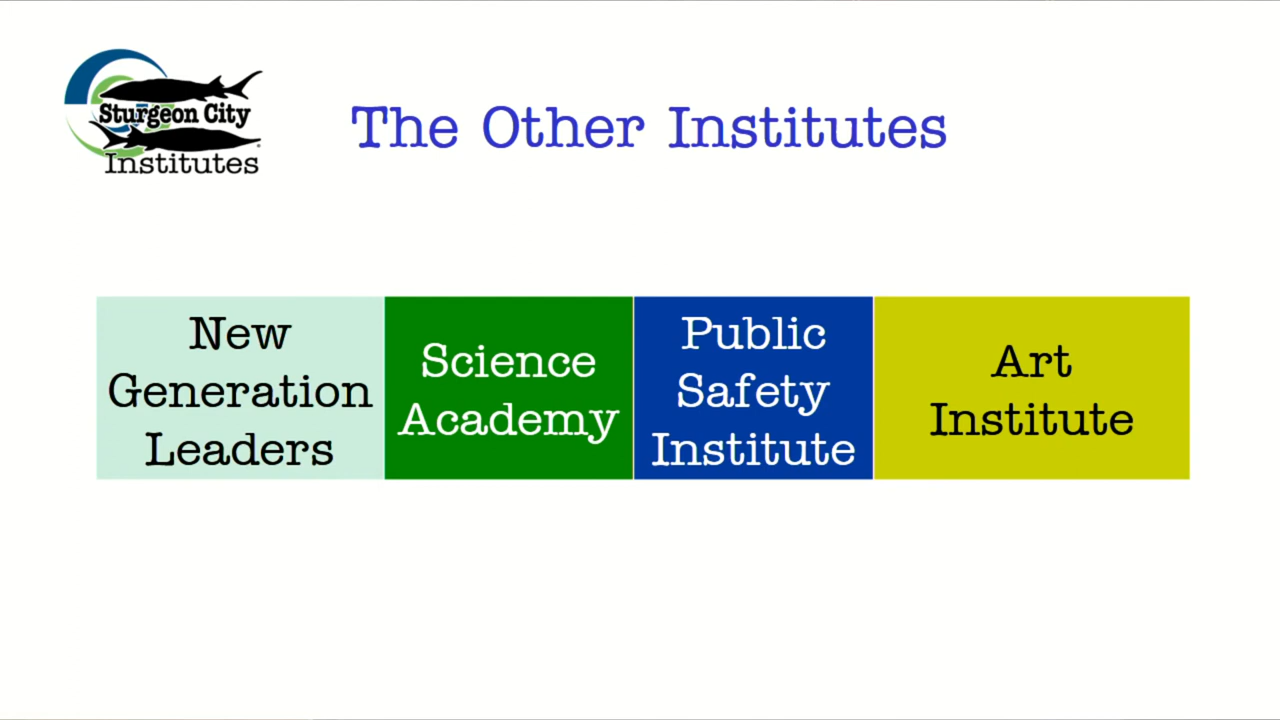 Sturgeon City
Institutes
The Other Institutes
New
Generation
Leaders
Science
Academy
Public
Safety
Institute
Art
Institute